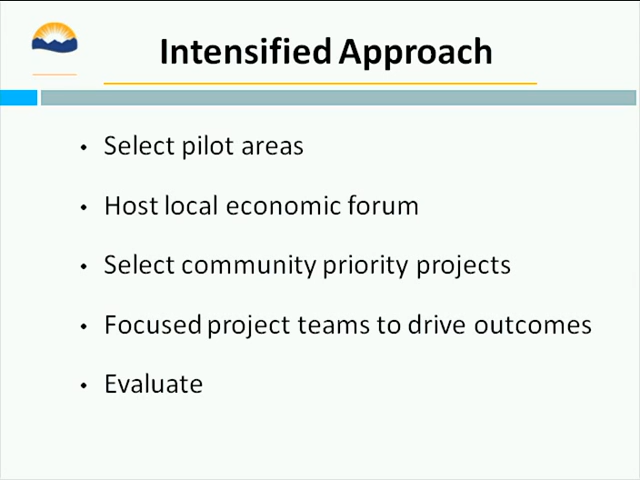 Intensified Approach
• Select pilot areas
• Host local economic forum
• Select community priority projects
• Focused project teams to drive outcomes
• Evaluate